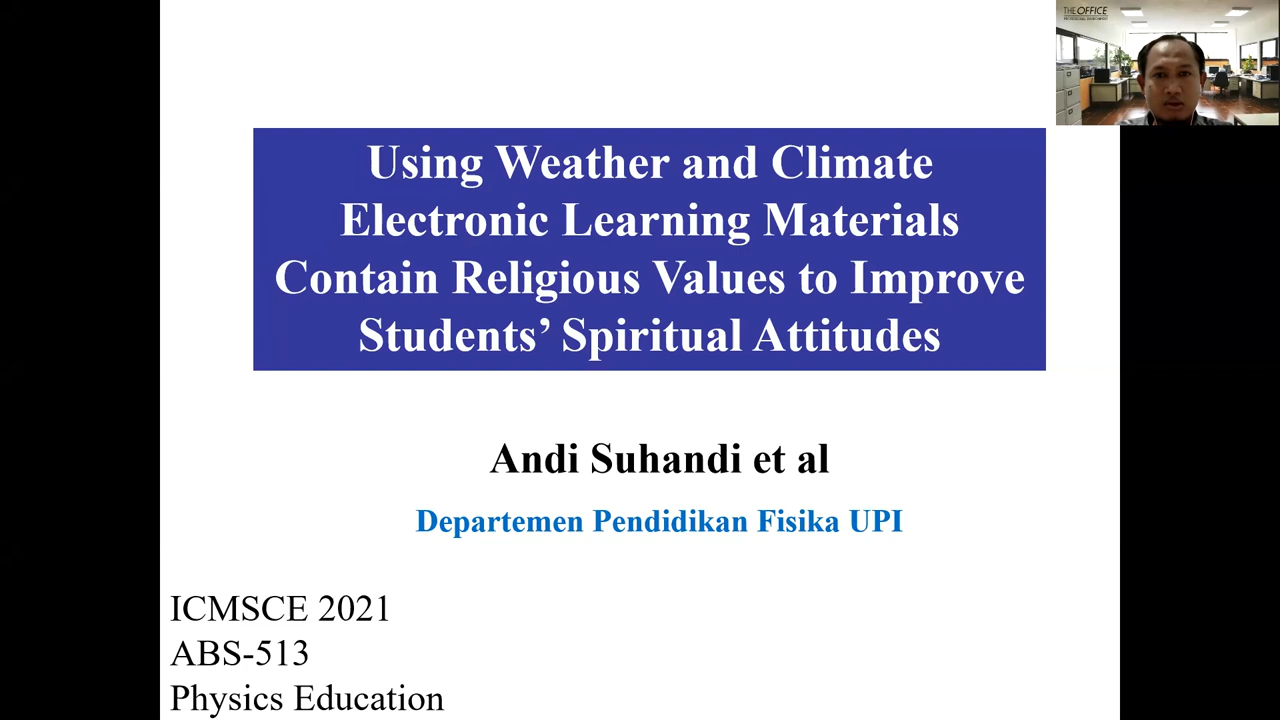 THE OFFICE
Using Weather and Climate
Electronic Learning Materials
Contain Religious Values to Improve
Students’ Spiritual Attitudes
Andi Suhandi et al
Departemen Pendidikan Fisika UPI
ICMSCE 2021
ABS-513
Physics Education